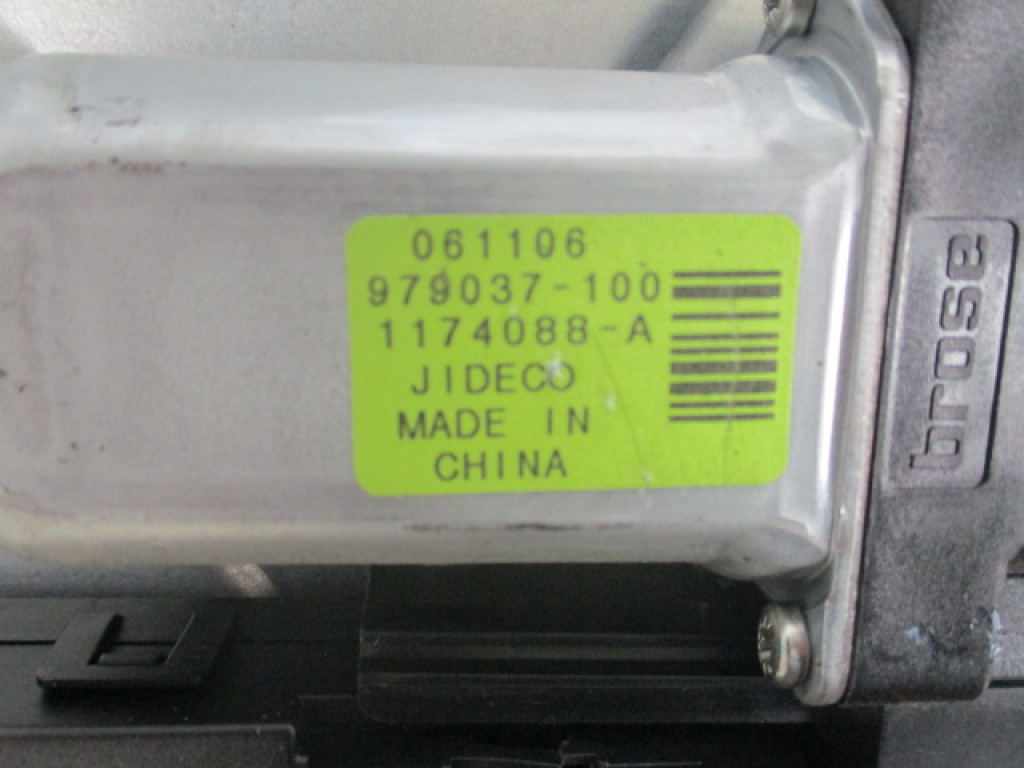 061106
979037-100
1174088-A
JIDECO
MADE IN
CHINA
brose